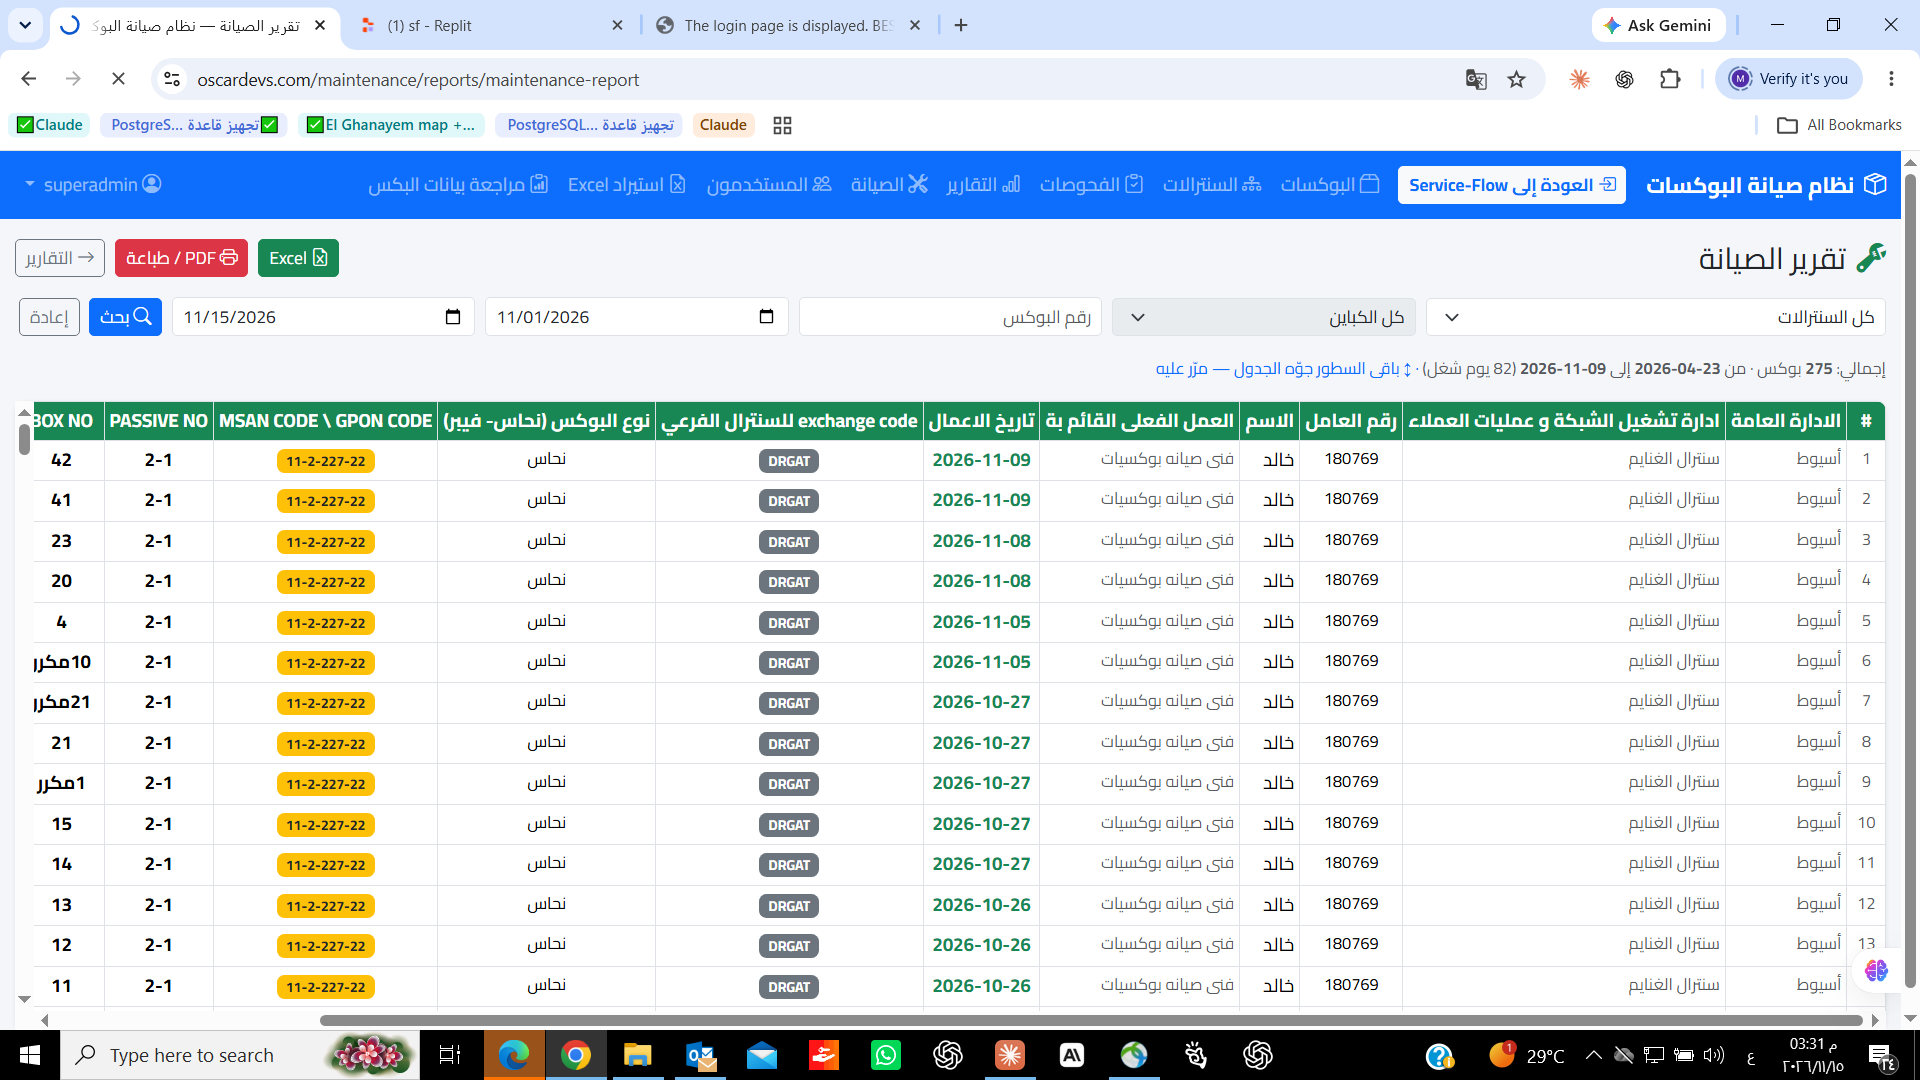 تقرير الصيانة — نظام صيانة البوك
(1) sf - Replit
The login page is displayed. BES
Ask Gemini
oscardevs.com/maintenance/reports/maintenance-report
Verify it's you
✅Claude
PostgreS... تجهيز قاعدة✅
✅El Ghanayem map +...
PostgreSQL... تجهيز قاعدة
Claude
All Bookmarks
نظام صيانة البوكسات
العودة إلى Service-Flow
البوكسات
السنترالات
الفحوصات
التقارير
الصيانة
المستخدمون
استيراد Excel
مراجعة بيانات البكس
superadmin
تقرير الصيانة
Excel
PDF / طباعة
التقارير
كل السنترالات
كل الكباين
رقم البوكس
11/01/2026
11/15/2026
بحث
إعادة
إجمالي: 275 بوكس · من 2026-04-23 إلى 2026-11-09 (82 يوم شغل) · ↕ باقى السطور جوّه الجدول — مرّر عليه
# الادارة العامة ادارة تشغيل الشبكة و عمليات العملاء رقم العامل الاسم العمل الفعلى القائم بة تاريخ الاعمال exchange code للسنترال الفرعي نوع البوكس (نحاس- فيبر) MSAN CODE \ GPON CODE PASSIVE NO BOX NO
1 أسيوط سنترال الغنايم 180769 خالد فنى صيانه بوكسيات 2026-11-09 DRGAT نحاس 11-2-227-22 2-1 42
2 أسيوط سنترال الغنايم 180769 خالد فنى صيانه بوكسيات 2026-11-09 DRGAT نحاس 11-2-227-22 2-1 41
3 أسيوط سنترال الغنايم 180769 خالد فنى صيانه بوكسيات 2026-11-08 DRGAT نحاس 11-2-227-22 2-1 23
4 أسيوط سنترال الغنايم 180769 خالد فنى صيانه بوكسيات 2026-11-08 DRGAT نحاس 11-2-227-22 2-1 20
5 أسيوط سنترال الغنايم 180769 خالد فنى صيانه بوكسيات 2026-11-05 DRGAT نحاس 11-2-227-22 2-1 4
6 أسيوط سنترال الغنايم 180769 خالد فنى صيانه بوكسيات 2026-11-05 DRGAT نحاس 11-2-227-22 2-1 10مكرر
7 أسيوط سنترال الغنايم 180769 خالد فنى صيانه بوكسيات 2026-10-27 DRGAT نحاس 11-2-227-22 2-1 21مكرر
8 أسيوط سنترال الغنايم 180769 خالد فنى صيانه بوكسيات 2026-10-27 DRGAT نحاس 11-2-227-22 2-1 21
9 أسيوط سنترال الغنايم 180769 خالد فنى صيانه بوكسيات 2026-10-27 DRGAT نحاس 11-2-227-22 2-1 1مكرر
10 أسيوط سنترال الغنايم 180769 خالد فنى صيانه بوكسيات 2026-10-27 DRGAT نحاس 11-2-227-22 2-1 15
11 أسيوط سنترال الغنايم 180769 خالد فنى صيانه بوكسيات 2026-10-27 DRGAT نحاس 11-2-227-22 2-1 14
12 أسيوط سنترال الغنايم 180769 خالد فنى صيانه بوكسيات 2026-10-26 DRGAT نحاس 11-2-227-22 2-1 13
13 أسيوط سنترال الغنايم 180769 خالد فنى صيانه بوكسيات 2026-10-26 DRGAT نحاس 11-2-227-22 2-1 12
أسيوط سنترال الغنايم 180769 خالد فنى صيانه بوكسيات 2026-10-26 DRGAT نحاس 11-2-227-22 2-1 11
Type here to search
1
29°C
ع
03:31 م
٢٠٢٦/١١/١٥
٢٤